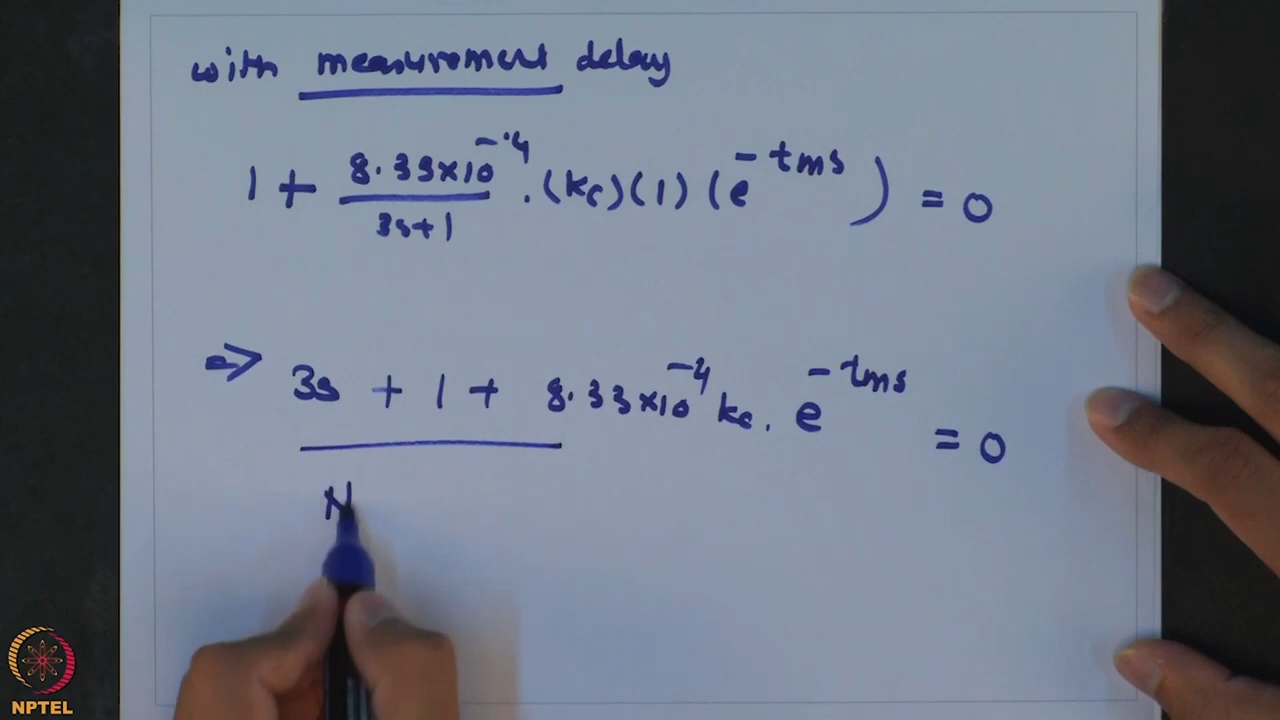 with measurement delay
1 + 8.33×10^-4 / 3s+1 . (kc)(1)(e^-tms) = 0
⇒ 3s + 1 + 8.33×10^-4 kc . e^-tms = 0
N
NPTEL